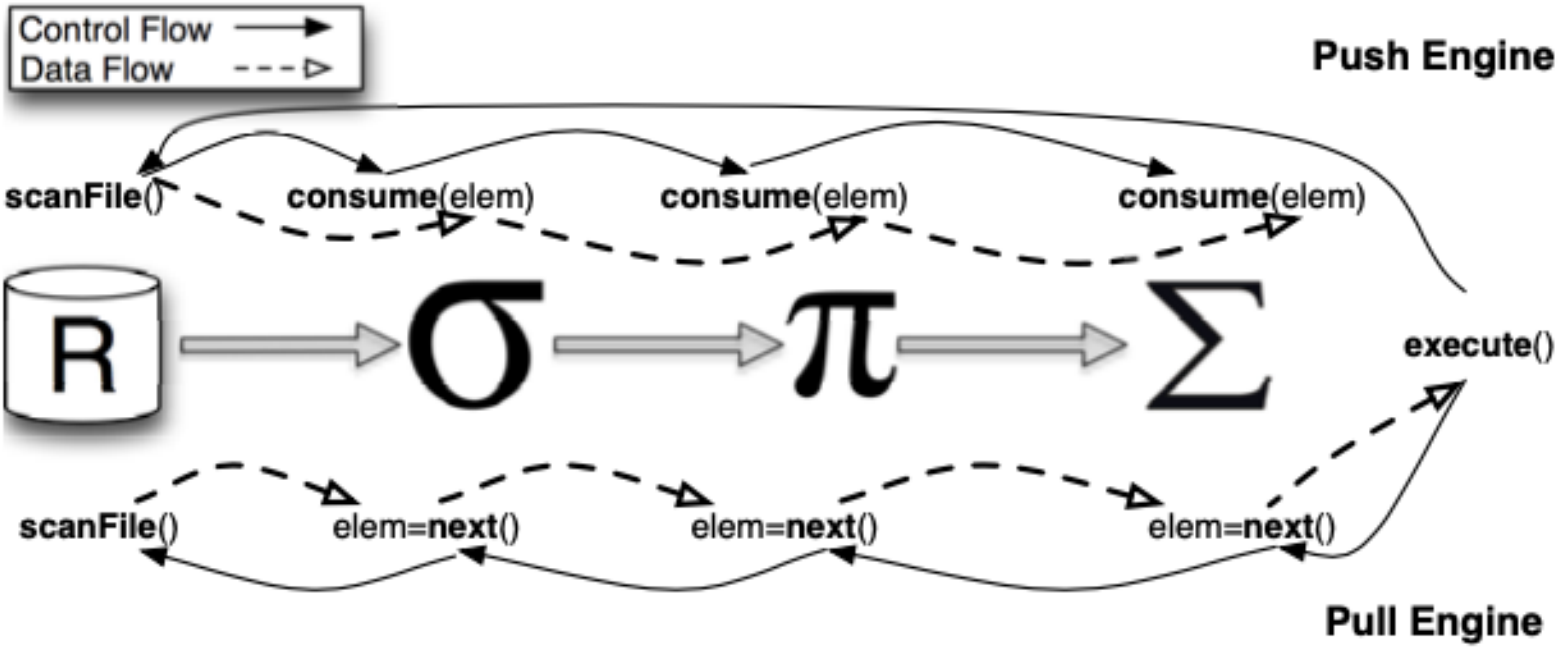 Control Flow
Data Flow
Push Engine
scanFile() consume(elem) consume(elem) consume(elem)
R σ π Σ
execute()
scanFile() elem=next() elem=next() elem=next()
Pull Engine